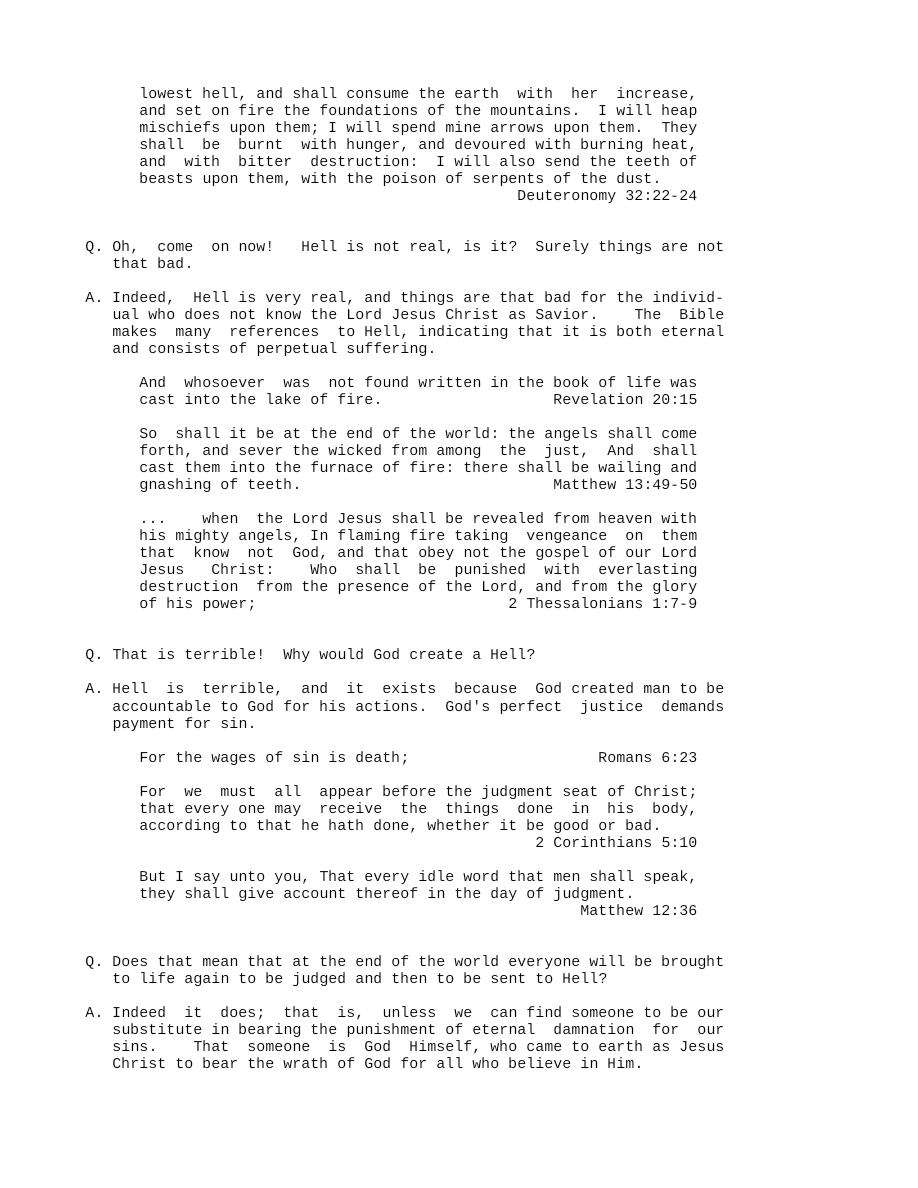 lowest hell, and shall consume the earth  with  her  increase,
and set on fire the foundations of the mountains.  I will heap
mischiefs upon them; I will spend mine arrows upon them.  They
shall  be  burnt  with hunger, and devoured with burning heat,
and  with  bitter  destruction:  I will also send the teeth of
beasts upon them, with the poison of serpents of the dust.
Deuteronomy 32:22-24
Q. Oh,  come  on now!   Hell is not real, is it?  Surely things are not
that bad.
A. Indeed,  Hell is very real, and things are that bad for the individ-
ual who does not know the Lord Jesus Christ as Savior.    The  Bible
makes  many  references  to Hell, indicating that it is both eternal
and consists of perpetual suffering.
And  whosoever  was  not found written in the book of life was
cast into the lake of fire.                   Revelation 20:15
So  shall it be at the end of the world: the angels shall come
forth, and sever the wicked from among  the  just,  And  shall
cast them into the furnace of fire: there shall be wailing and
gnashing of teeth.                            Matthew 13:49-50
...    when  the Lord Jesus shall be revealed from heaven with
his mighty angels, In flaming fire taking  vengeance  on  them
that  know  not  God, and that obey not the gospel of our Lord
Jesus   Christ:    Who  shall  be  punished  with  everlasting
destruction  from the presence of the Lord, and from the glory
of his power;                            2 Thessalonians 1:7-9
Q. That is terrible!  Why would God create a Hell?
A. Hell  is  terrible,  and  it  exists  because  God created man to be
accountable to God for his actions.  God's perfect  justice  demands
payment for sin.
For the wages of sin is death;                     Romans 6:23
For  we  must  all  appear before the judgment seat of Christ;
that every one may  receive  the  things  done  in  his  body,
according to that he hath done, whether it be good or bad.
2 Corinthians 5:10
But I say unto you, That every idle word that men shall speak,
they shall give account thereof in the day of judgment.
Matthew 12:36
Q. Does that mean that at the end of the world everyone will be brought
to life again to be judged and then to be sent to Hell?
A. Indeed  it  does;  that  is,  unless  we  can find someone to be our
substitute in bearing the punishment of eternal  damnation  for  our
sins.    That  someone  is  God  Himself, who came to earth as Jesus
Christ to bear the wrath of God for all who believe in Him.